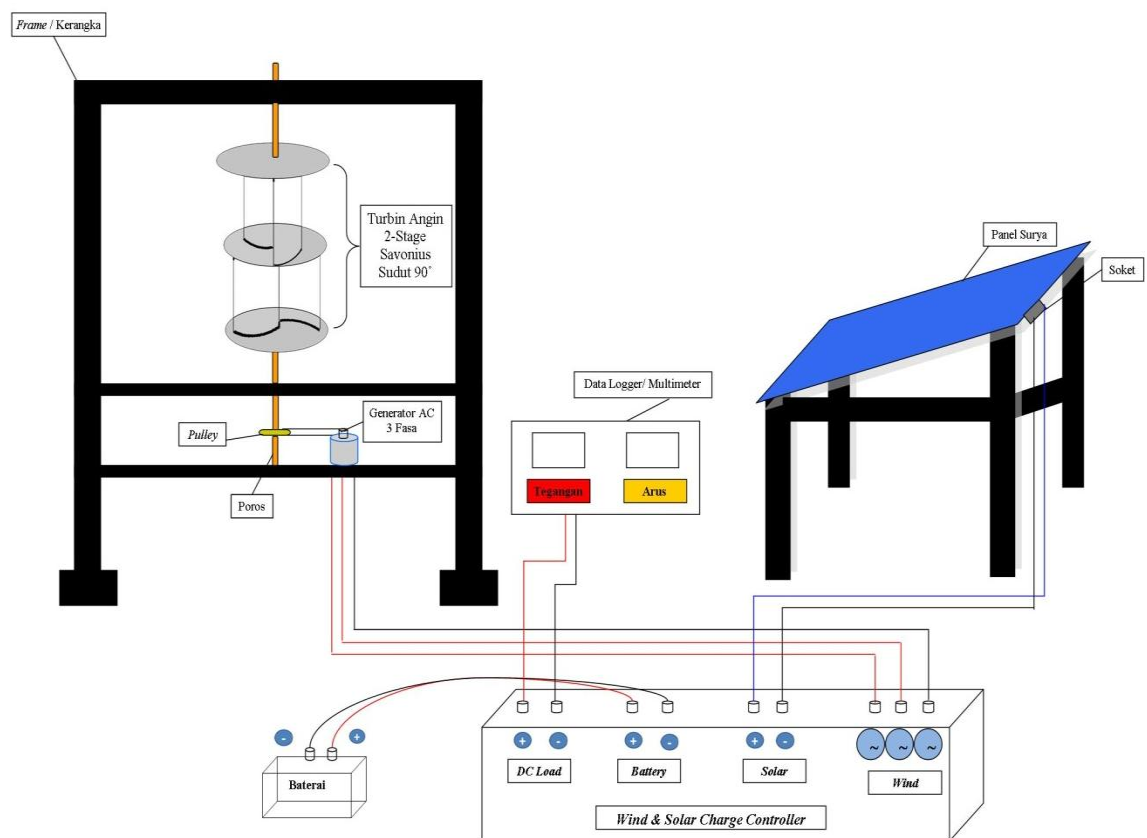 Frame / Kerangka
Turbin Angin
2-Stage
Savonius
Sudut 90˚
Panel Surya
Soket
Data Logger/ Multimeter
Generator AC
3 Fasa
Pulley
Tegangan
Arus
Poros
-
+
Baterai
+
-
+
-
+
-
~
~
~
DC Load
Battery
Solar
Wind
Wind & Solar Charge Controller